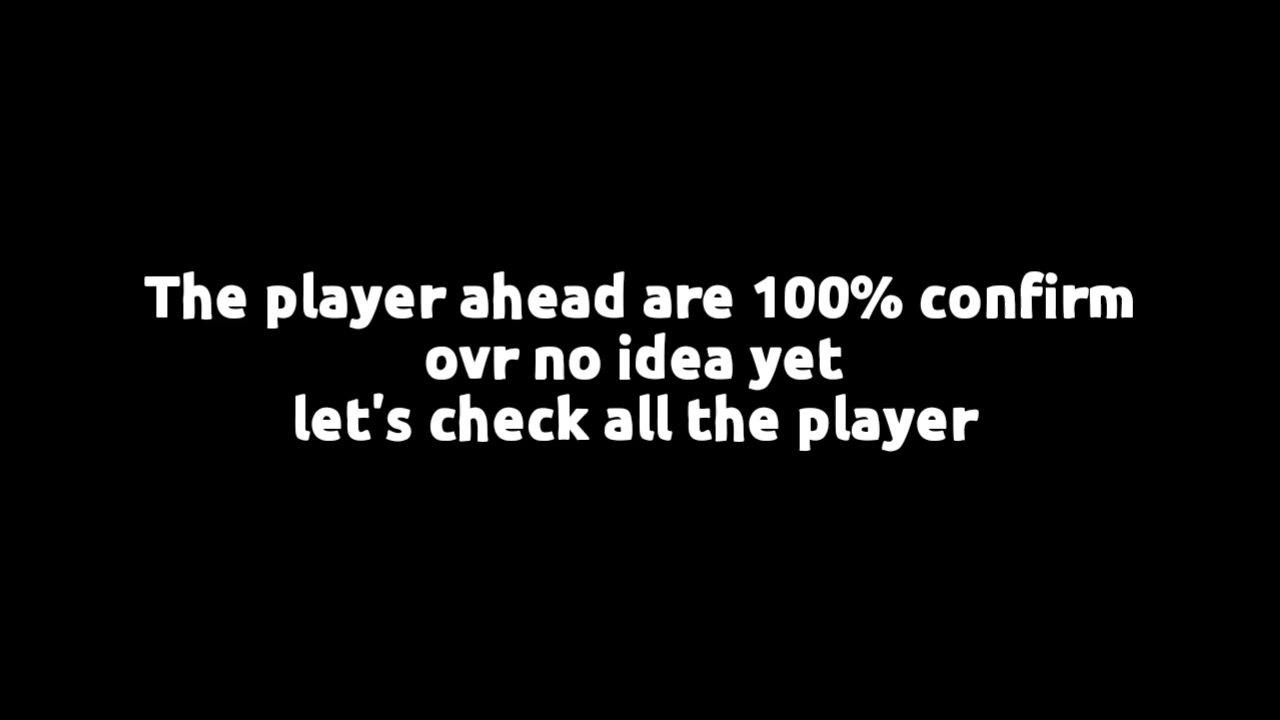 The player ahead are 100% confirm
ovr no idea yet
let's check all the player